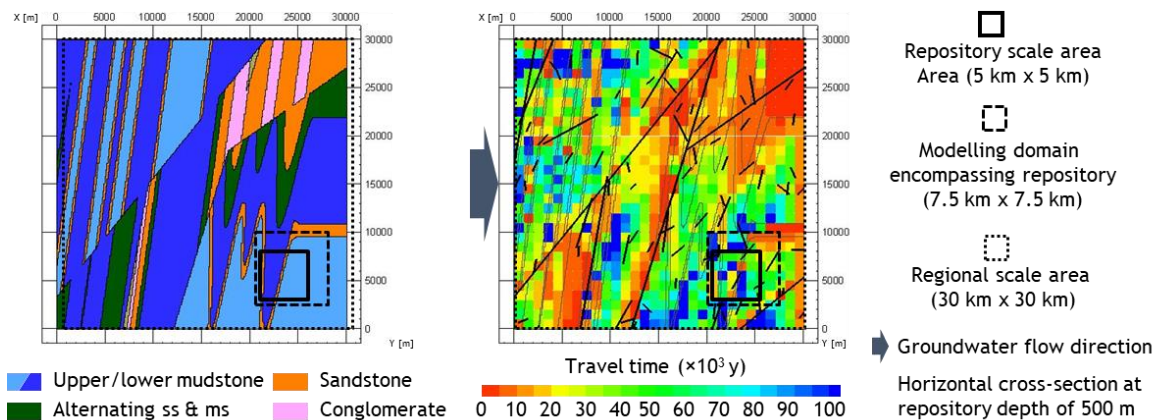 X [m] 0 5000 10000 15000 20000 25000 30000
30000
25000
20000
15000
10000
5000
0
Y [m]
Upper/lower mudstone
Sandstone
Alternating ss & ms
Conglomerate
X [m] 0 5000 10000 15000 20000 25000 30000
30000
25000
20000
15000
10000
5000
0
Y [m]
Travel time (×10³ y)
0 10 20 30 40 50 60 70 80 90 100
Repository scale area
Area (5 km x 5 km)
Modelling domain
encompassing repository
(7.5 km x 7.5 km)
Regional scale area
(30 km x 30 km)
Groundwater flow direction
Horizontal cross-section at
repository depth of 500 m